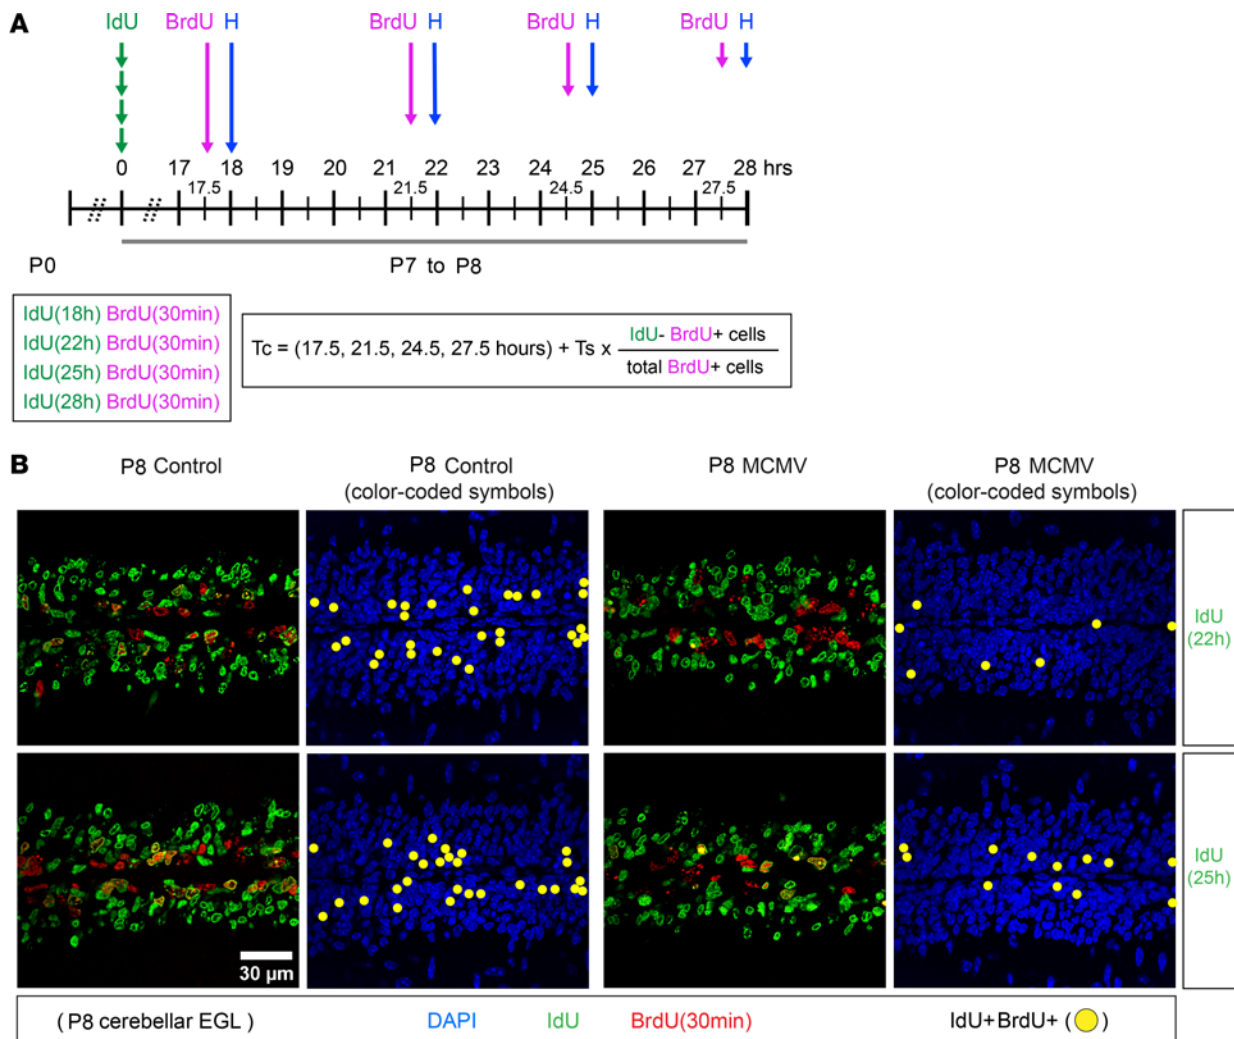 A
IdU BrdU H BrdU H BrdU H BrdU H
0 17 18 19 20 21 22 23 24 25 26 27 28 hrs
17.5 21.5 24.5 27.5
P0 P7 to P8
IdU(18h) BrdU(30min)
IdU(22h) BrdU(30min)
IdU(25h) BrdU(30min)
IdU(28h) BrdU(30min)
Tc = (17.5, 21.5, 24.5, 27.5 hours) + Ts x IdU- BrdU+ cells
total BrdU+ cells
B
P8 Control P8 Control P8 MCMV P8 MCMV
(color-coded symbols) (color-coded symbols)
IdU
(22h)
IdU
(25h)
30 µm
( P8 cerebellar EGL ) DAPI IdU BrdU(30min) IdU+BrdU+ ( )